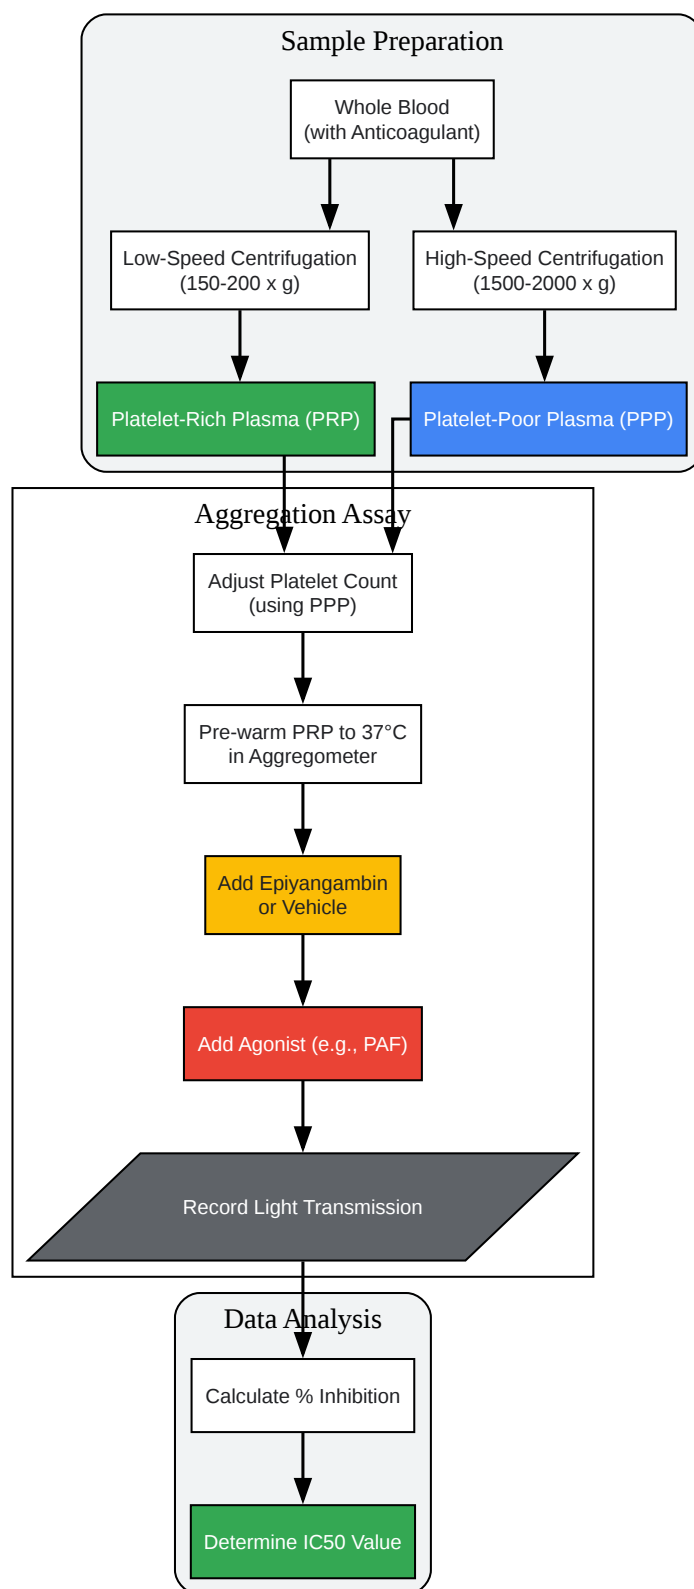 Sample Preparation
Whole Blood
(with Anticoagulant)
Low-Speed Centrifugation
(150-200 x g)
High-Speed Centrifugation
(1500-2000 x g)
Platelet-Rich Plasma (PRP)
Platelet-Poor Plasma (PPP)
Aggregation Assay
Adjust Platelet Count
(using PPP)
Pre-warm PRP to 37°C
in Aggregometer
Add Epiyangambin
or Vehicle
Add Agonist (e.g., PAF)
Record Light Transmission
Data Analysis
Calculate % Inhibition
Determine IC50 Value